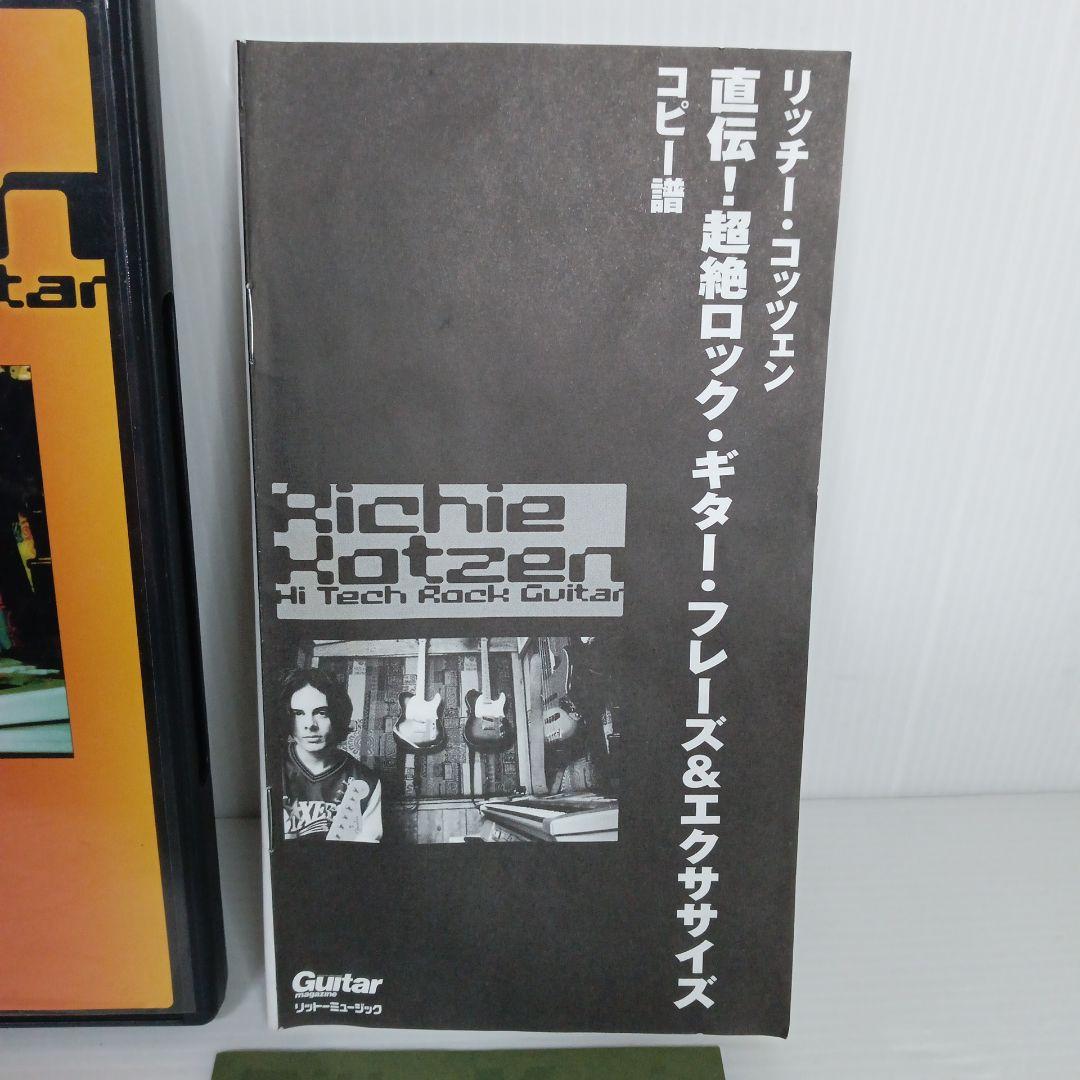 リッチー・コッツェン
直伝!超絶ロック・ギター・フレーズ&エクササイズ
コピー譜
Richie
Kotzen
Hi Tech Rock Guitar
AXES
Guitar
magazine
リットーミュージック
n
tar